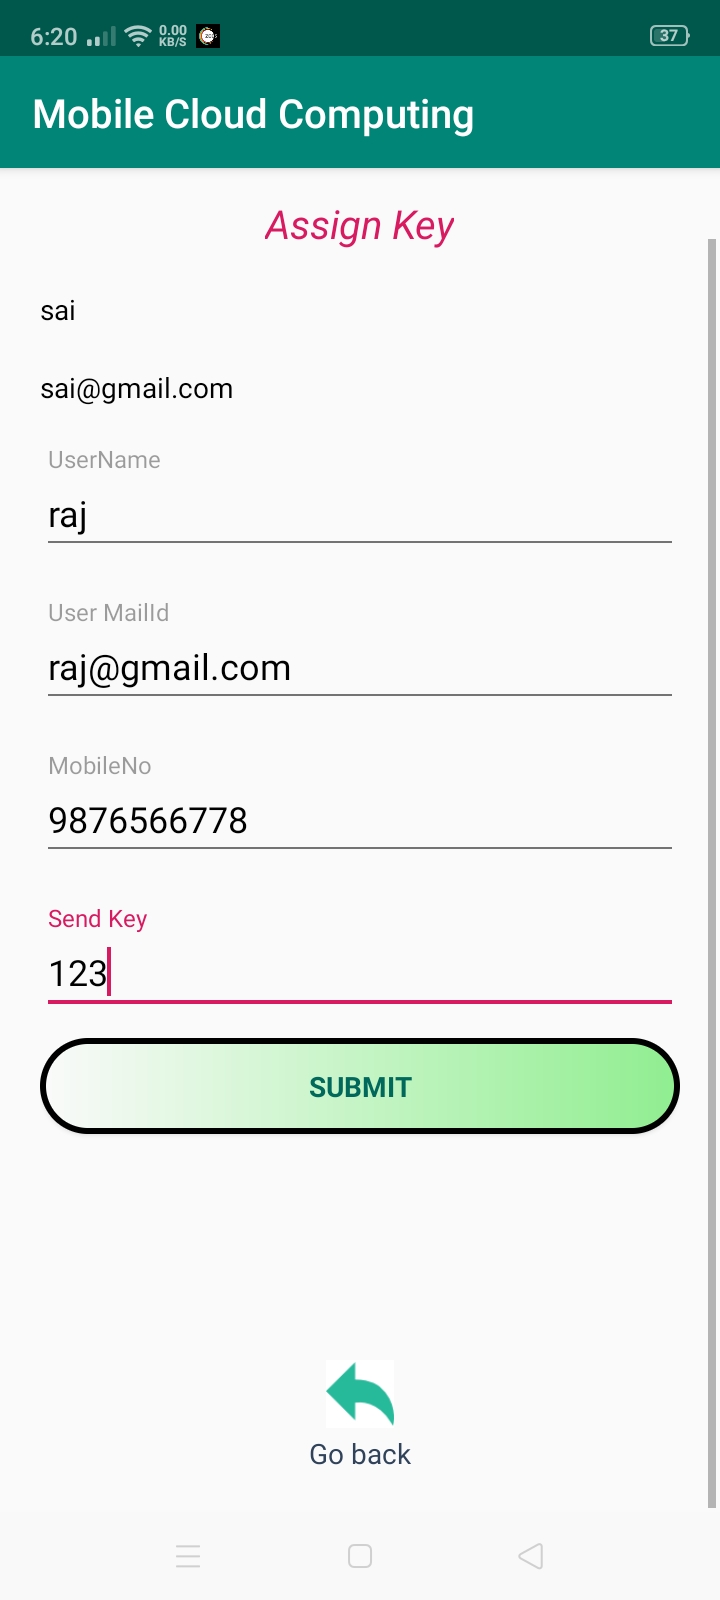 6:20 0.00 KB/S 37
Mobile Cloud Computing
Assign Key
sai
sai@gmail.com
UserName
raj
User MailId
raj@gmail.com
MobileNo
9876566778
Send Key
123
SUBMIT
Go back